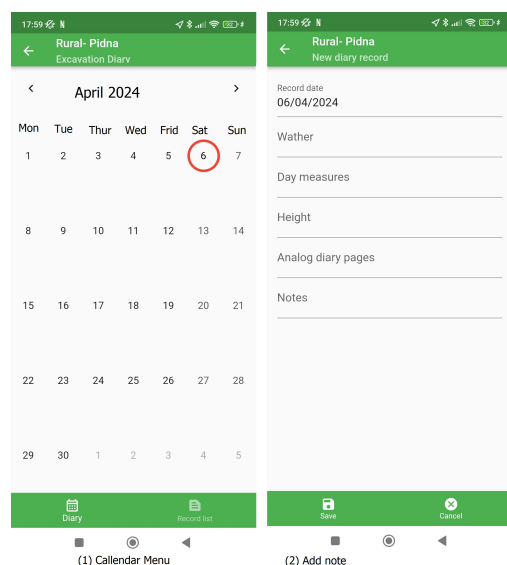 17:59
Rural- Pidna
Excavation Diary
April 2024
Mon Tue Thur Wed Frid Sat Sun
1 2 3 4 5 6 7
8 9 10 11 12 13 14
15 16 17 18 19 20 21
22 23 24 25 26 27 28
29 30 1 2 3 4 5
Diary Record list
(1) Callendar Menu
17:59
Rural- Pidna
New diary record
Record date
06/04/2024
Wather
Day measures
Height
Analog diary pages
Notes
Save Cancel
(2) Add note